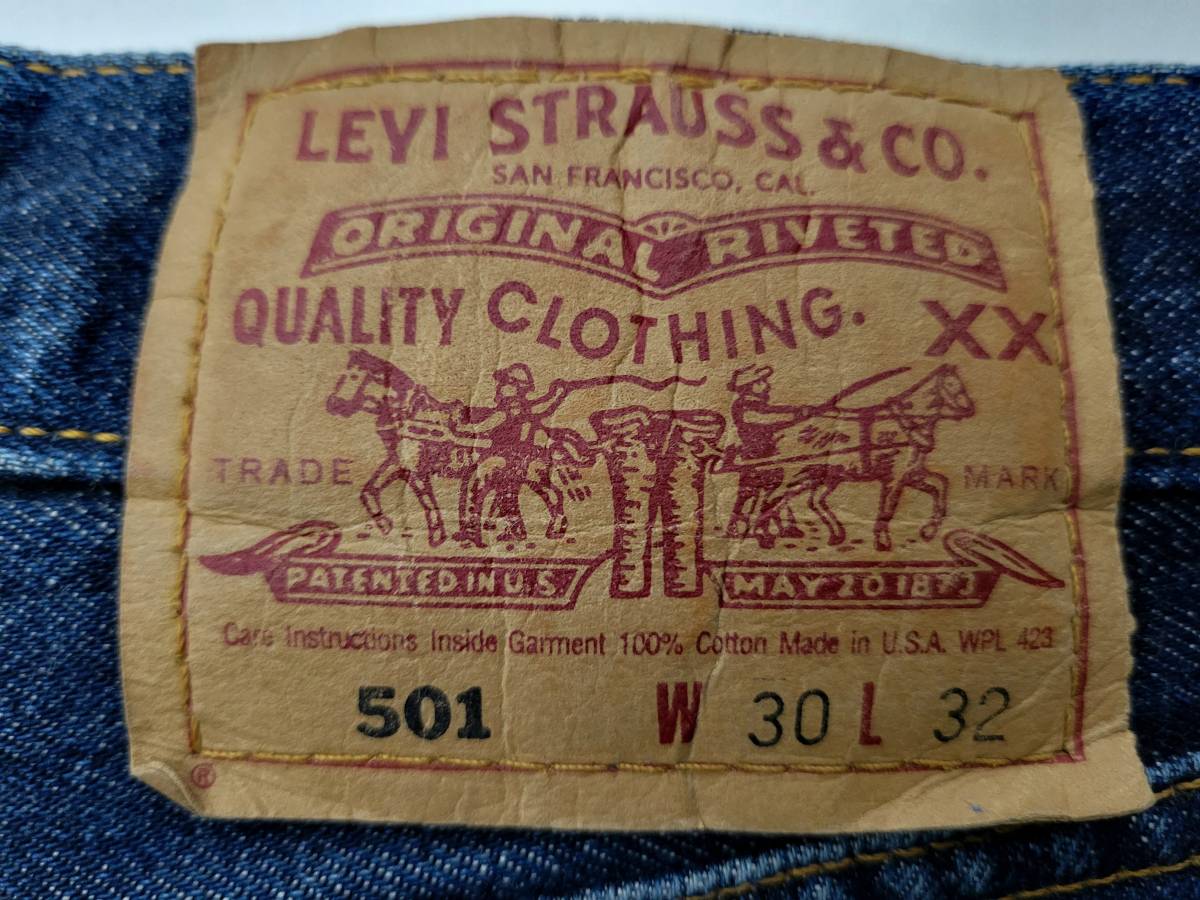 LEVI STRAUSS & CO.
SAN FRANCISCO, CAL.
ORIGINAL RIVETED
QUALITY CLOTHING. XX
TRADE MARK
PATENTED IN U.S. MAY 20 1873
Care Instructions Inside Garment 100% Cotton Made in U.S.A. WPL 423
501 W 30 L 32
®